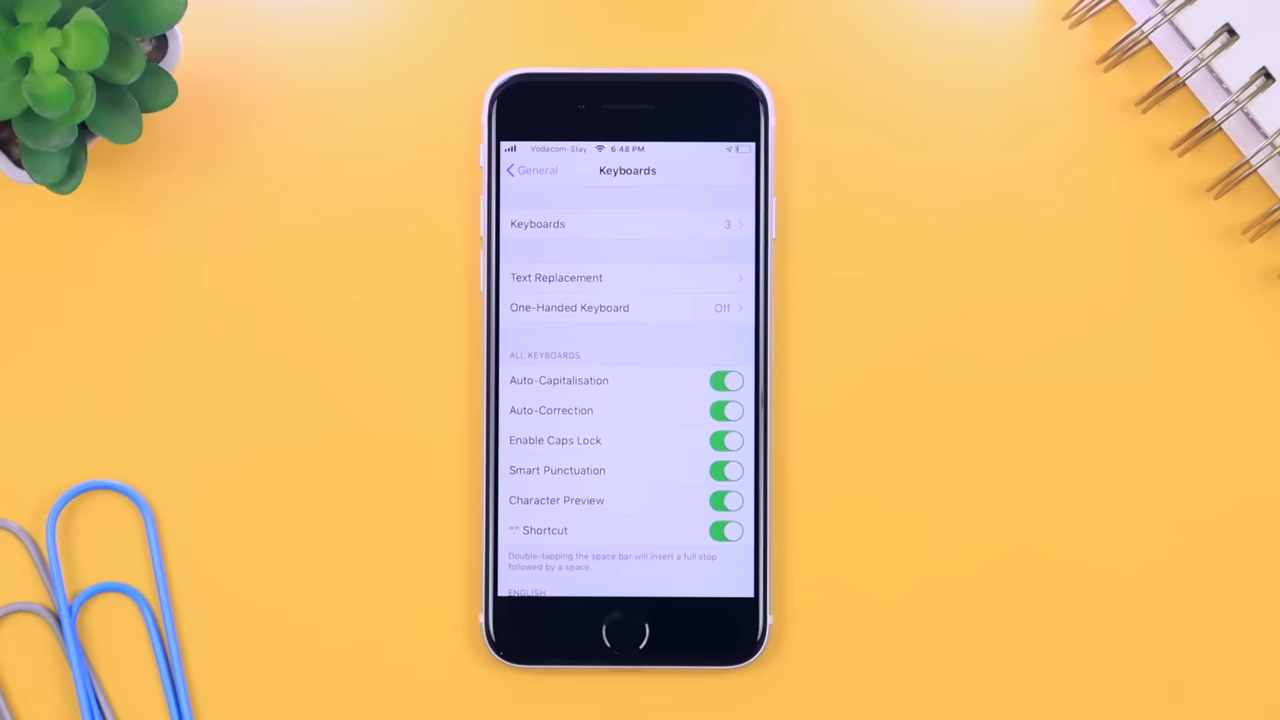 Vodacom-Stay 6:48 PM
General Keyboards
Keyboards 3
Text Replacement
One-Handed Keyboard Off
ALL KEYBOARDS
Auto-Capitalisation
Auto-Correction
Enable Caps Lock
Smart Punctuation
Character Preview
“.” Shortcut
Double-tapping the space bar will insert a full stop
followed by a space.
ENGLISH